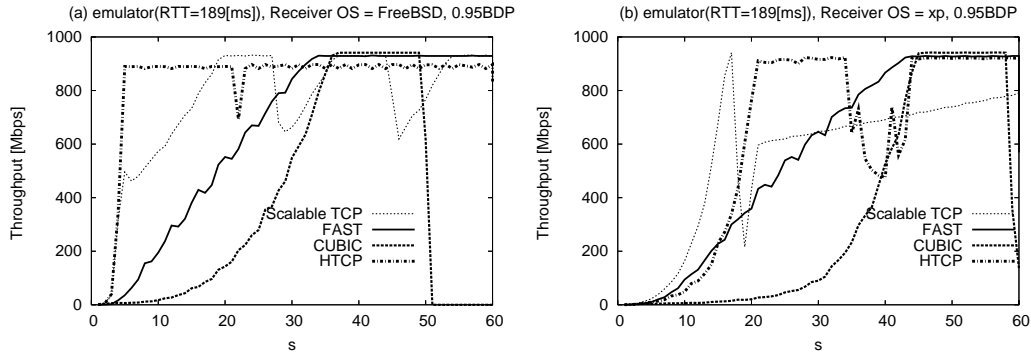 (a) emulator(RTT=189[ms]), Receiver OS = FreeBSD, 0.95BDP
1000
800
600
400
200
0
Throughput [Mbps]
Scalable TCP
FAST
CUBIC
HTCP
0 10 20 30 40 50 60
s
(b) emulator(RTT=189[ms]), Receiver OS = xp, 0.95BDP
1000
800
600
400
200
0
Throughput [Mbps]
Scalable TCP
FAST
CUBIC
HTCP
0 10 20 30 40 50 60
s